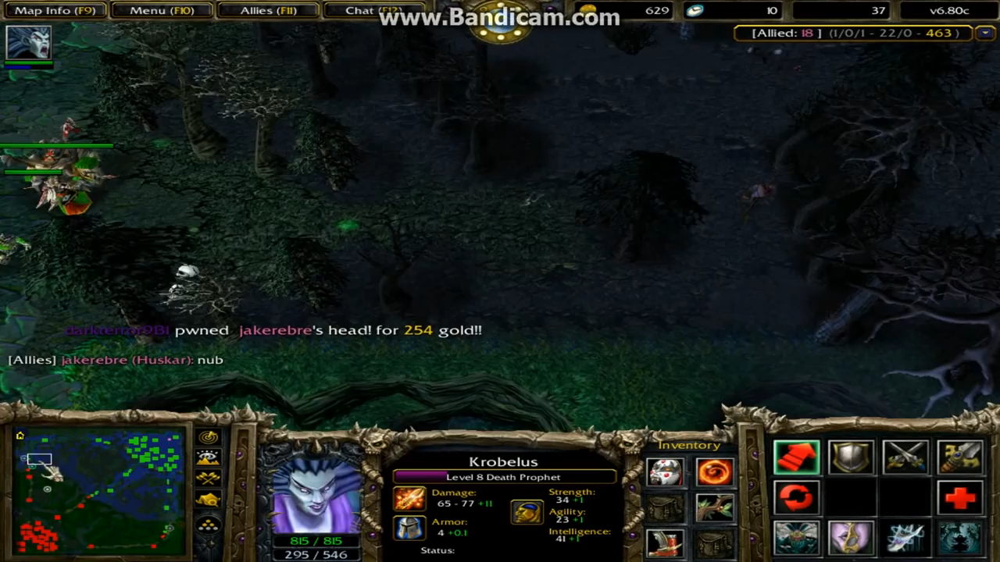 Map Info (F9) Menu (F10) Allies (F11) Chat (F12) 629 10 37 v6.80c
www.Bandicam.com
[Allied: 18 ] (1/0/1 - 22/0 - 463 )
pwned jakerebre's head! for 254 gold!!
[Allies] jakerebre (Huskar): nub
Inventory
Krobelus
Level 8 Death Prophet
Damage:
65 - 77 +11
Armor:
4 +0.1
Strength:
34 +1
Agility:
23 +1
Intelligence:
41 +1
Status:
815 / 815
295 / 546